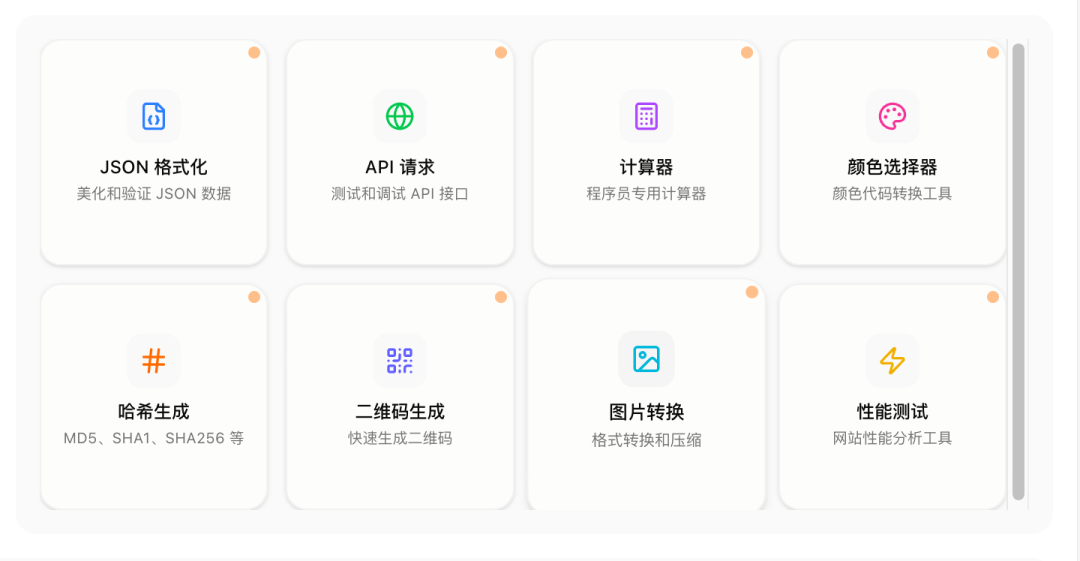 JSON 格式化
美化和验证 JSON 数据
API 请求
测试和调试 API 接口
计算器
程序员专用计算器
颜色选择器
颜色代码转换工具
哈希生成
MD5、SHA1、SHA256 等
二维码生成
快速生成二维码
图片转换
格式转换和压缩
性能测试
网站性能分析工具